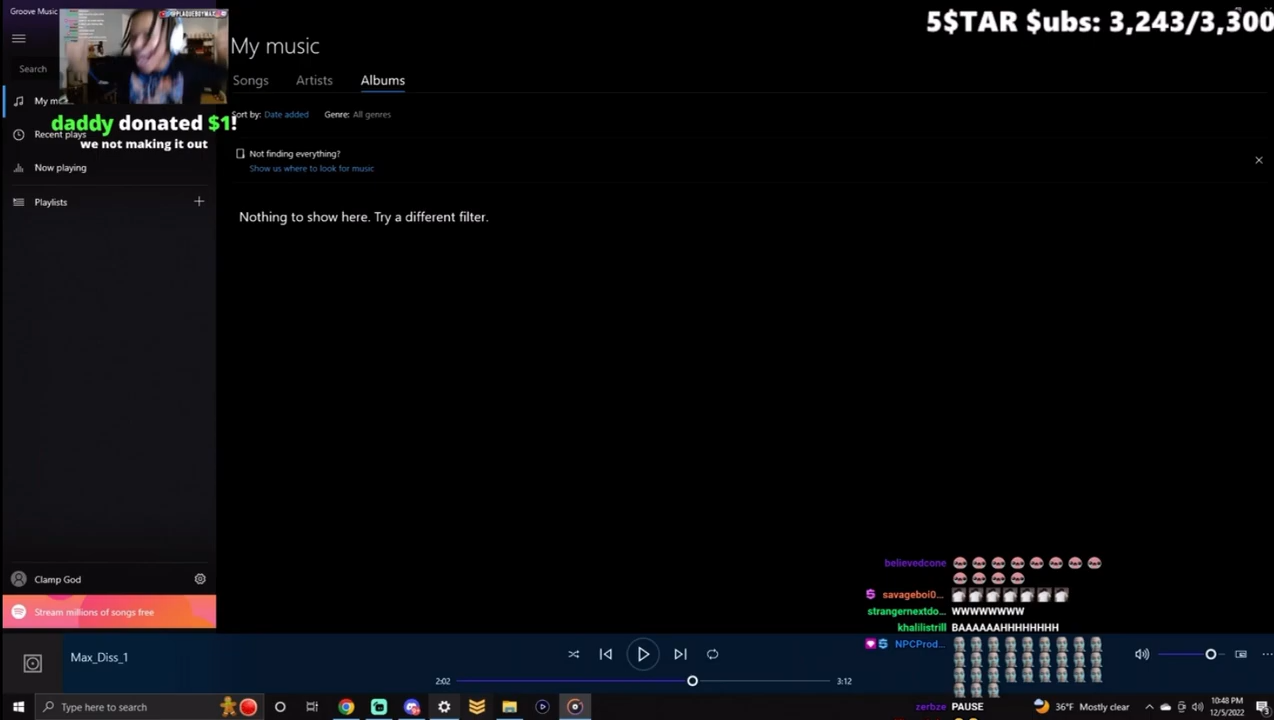 Groove Music
@PLAQUEBOYMAX
5$TAR $ubs: 3,243/3,300
My music
Search
Songs
Artists
Albums
My m
Sort by: Date added
Genre: All genres
daddy donated $1!
we not making it out
Recent plays
Not finding everything?
Show us where to look for music
Now playing
Playlists
Nothing to show here. Try a different filter.
believedcone
Clamp God
savageboi0...
Stream millions of songs free
strangernextdo... WWWWWWWW
khalilistrill BAAAAAAHHHHHHHH
NPCProd...
Max_Diss_1
2:02
3:12
Type here to search
zerbze PAUSE
36°F Mostly clear
10:48 PM
12/5/2022